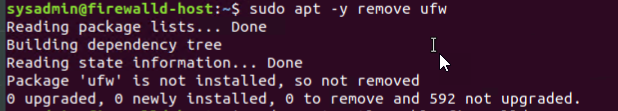 sysadmin@firewalld-host:~$ sudo apt -y remove ufw
Reading package lists... Done
Building dependency tree
Reading state information... Done
Package 'ufw' is not installed, so not removed
0 upgraded, 0 newly installed, 0 to remove and 592 not upgraded.